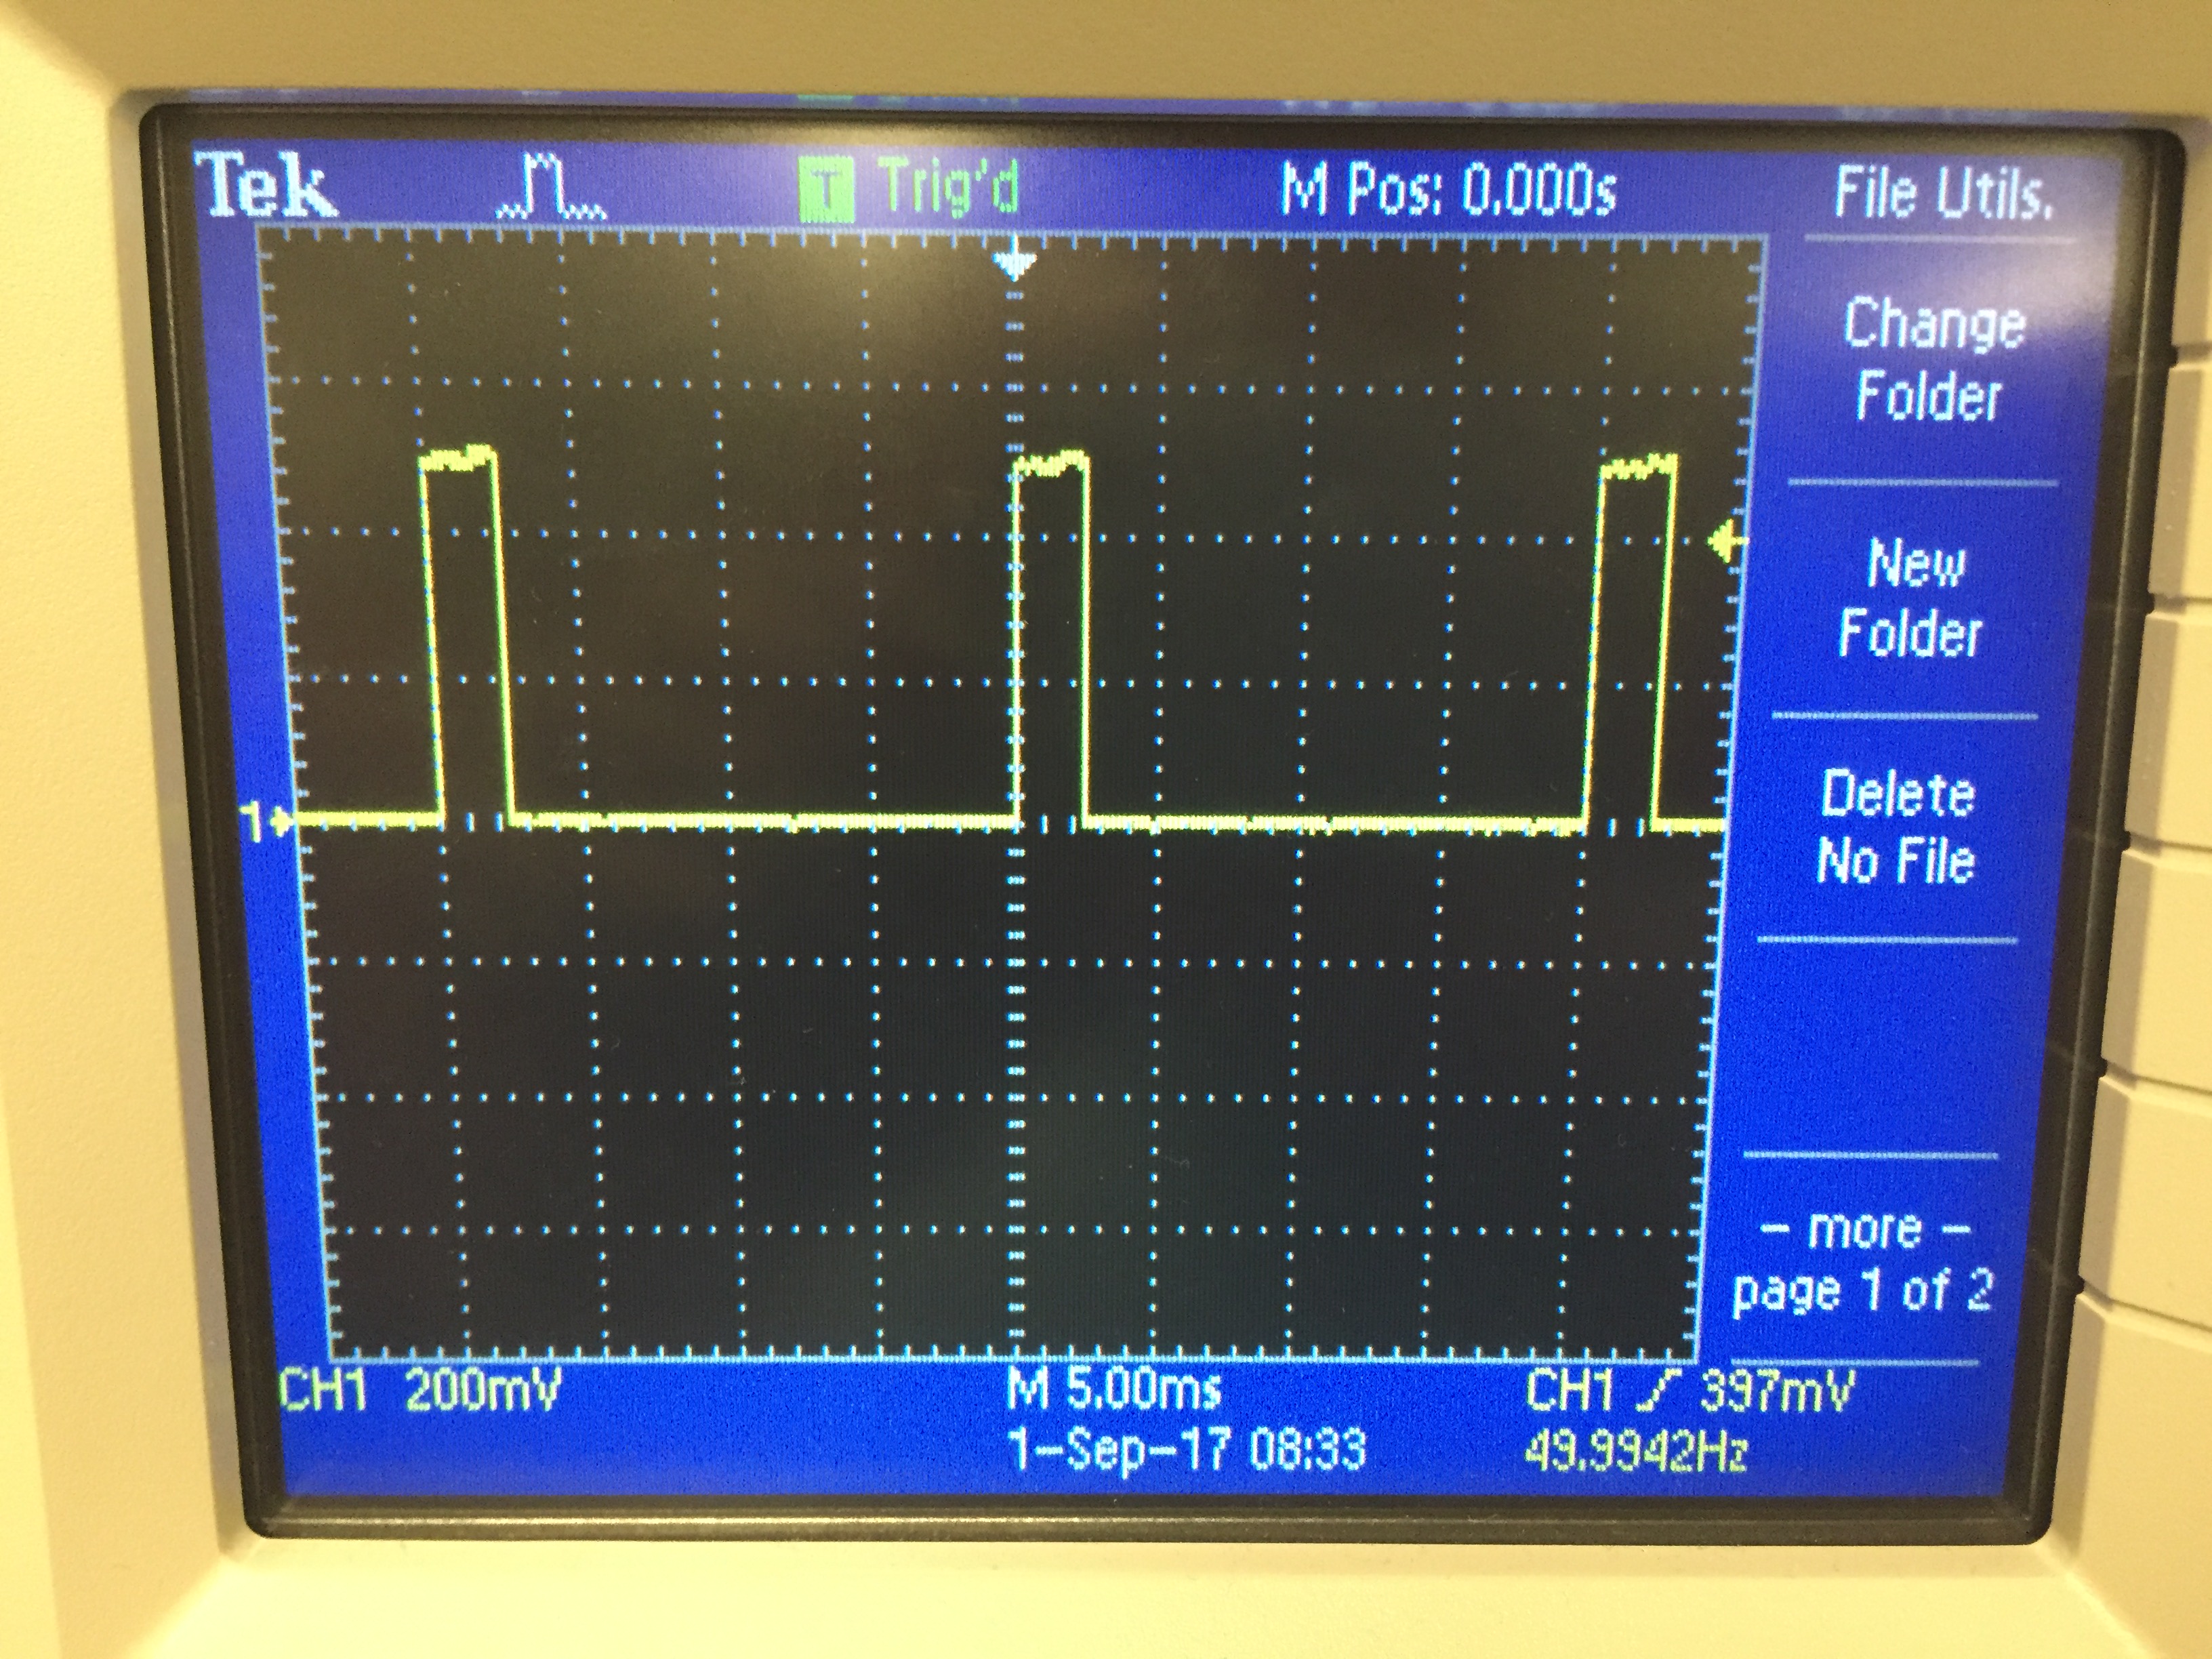 Tek T Trig'd M Pos: 0.000s
File Utils.
Change
Folder
New
Folder
Delete
No File
– more –
page 1 of 2
1
CH1 200mV M 5.00ms CH1 397mV
1-Sep-17 08:33 49.9942Hz